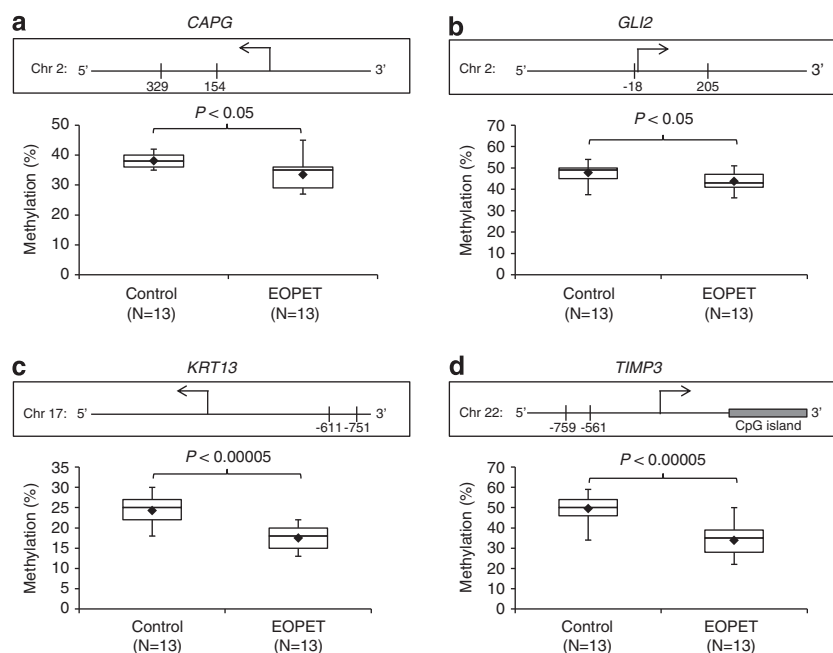 a
CAPG
Chr 2:
5’
3’
329
154
P < 0.05
Methylation (%)
50
40
30
20
10
0
Control
(N=13)
EOPET
(N=13)
b
GLI2
Chr 2:
5’
3’
-18
205
P < 0.05
Methylation (%)
70
60
50
40
30
20
10
0
Control
(N=13)
EOPET
(N=13)
c
KRT13
Chr 17:
5’
3’
-611
-751
P < 0.00005
Methylation (%)
35
30
25
20
15
10
5
0
Control
(N=13)
EOPET
(N=13)
d
TIMP3
Chr 22:
5’
3’
-759
-561
CpG island
P < 0.00005
Methylation (%)
70
60
50
40
30
20
10
0
Control
(N=13)
EOPET
(N=13)